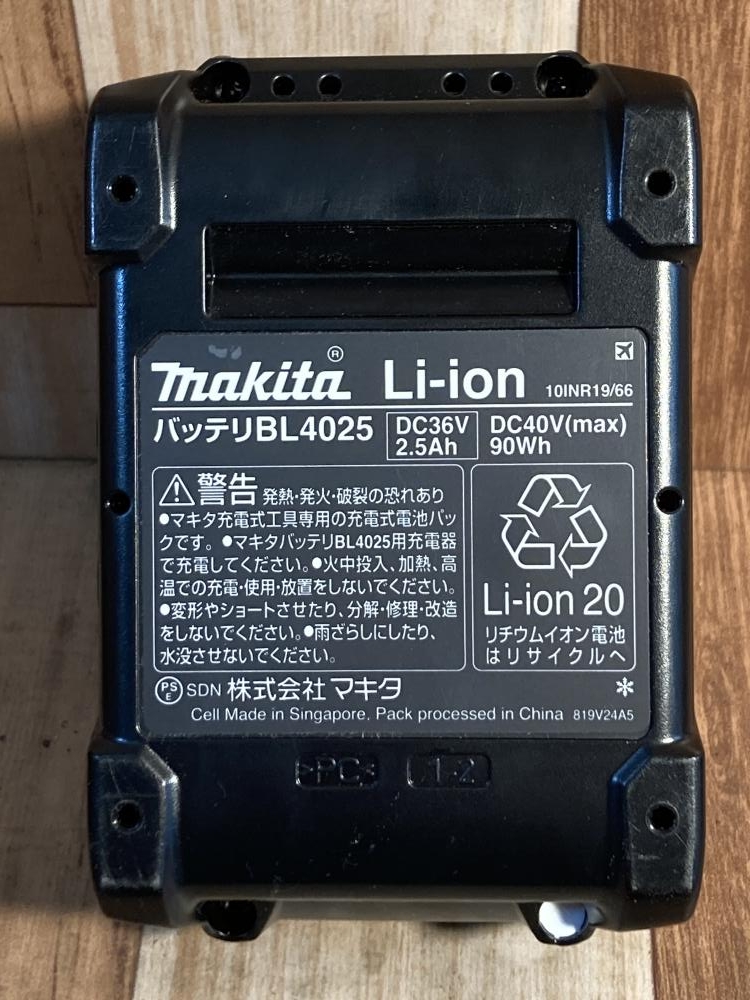 makita® Li-ion 10INR19/66
バッテリBL4025 DC36V 2.5Ah DC40V(max) 90Wh
警告 発熱・発火・破裂の恐れあり
●マキタ充電式工具専用の充電式電池パッ
クです。●マキタバッテリBL4025用充電器
で充電してください。●火中投入、加熱、高
温での充電・使用・放置をしないでください。
●変形やショートさせたり、分解・修理・改造
をしないでください。●雨ざらしにしたり、
水没させないでください。
Li-ion 20
リチウムイオン電池
はリサイクルへ
PSE SDN 株式会社マキタ
Cell Made in Singapore. Pack processed in China 819V24A5
>PC< 1-2